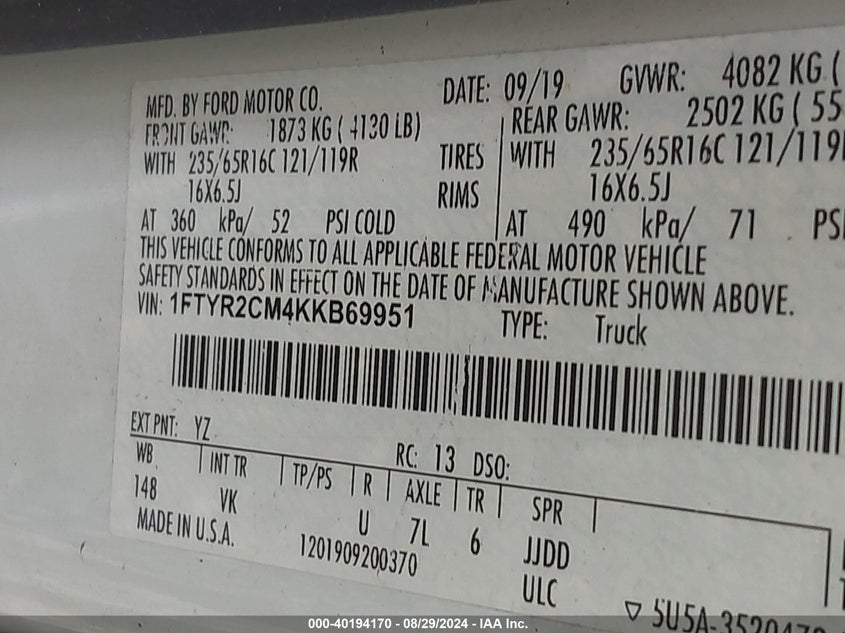 MFD. BY FORD MOTOR CO. DATE: 09/19 GVWR: 4082 KG (
FRONT GAWR: 1873 KG ( 4130 LB) REAR GAWR: 2502 KG ( 55
WITH 235/65R16C 121/119R TIRES WITH 235/65R16C 121/119
16X6.5J RIMS 16X6.5J
AT 360 kPa/ 52 PSI COLD AT 490 kPa/ 71 PS
THIS VEHICLE CONFORMS TO ALL APPLICABLE FEDERAL MOTOR VEHICLE
SAFETY STANDARDS IN EFFECT ON THE DATE OF MANUFACTURE SHOWN ABOVE.
VIN: 1FTYR2CM4KKB69951 TYPE: Truck
EXT PNT: YZ RC: 13 DSO:
WB INT TR TP/PS R AXLE TR SPR
148 VK U 7L 6 JJDD
MADE IN U.S.A. 1201909200370 ULC
5U5A-3520472
000-40194170 - 08/29/2024 - IAA Inc.